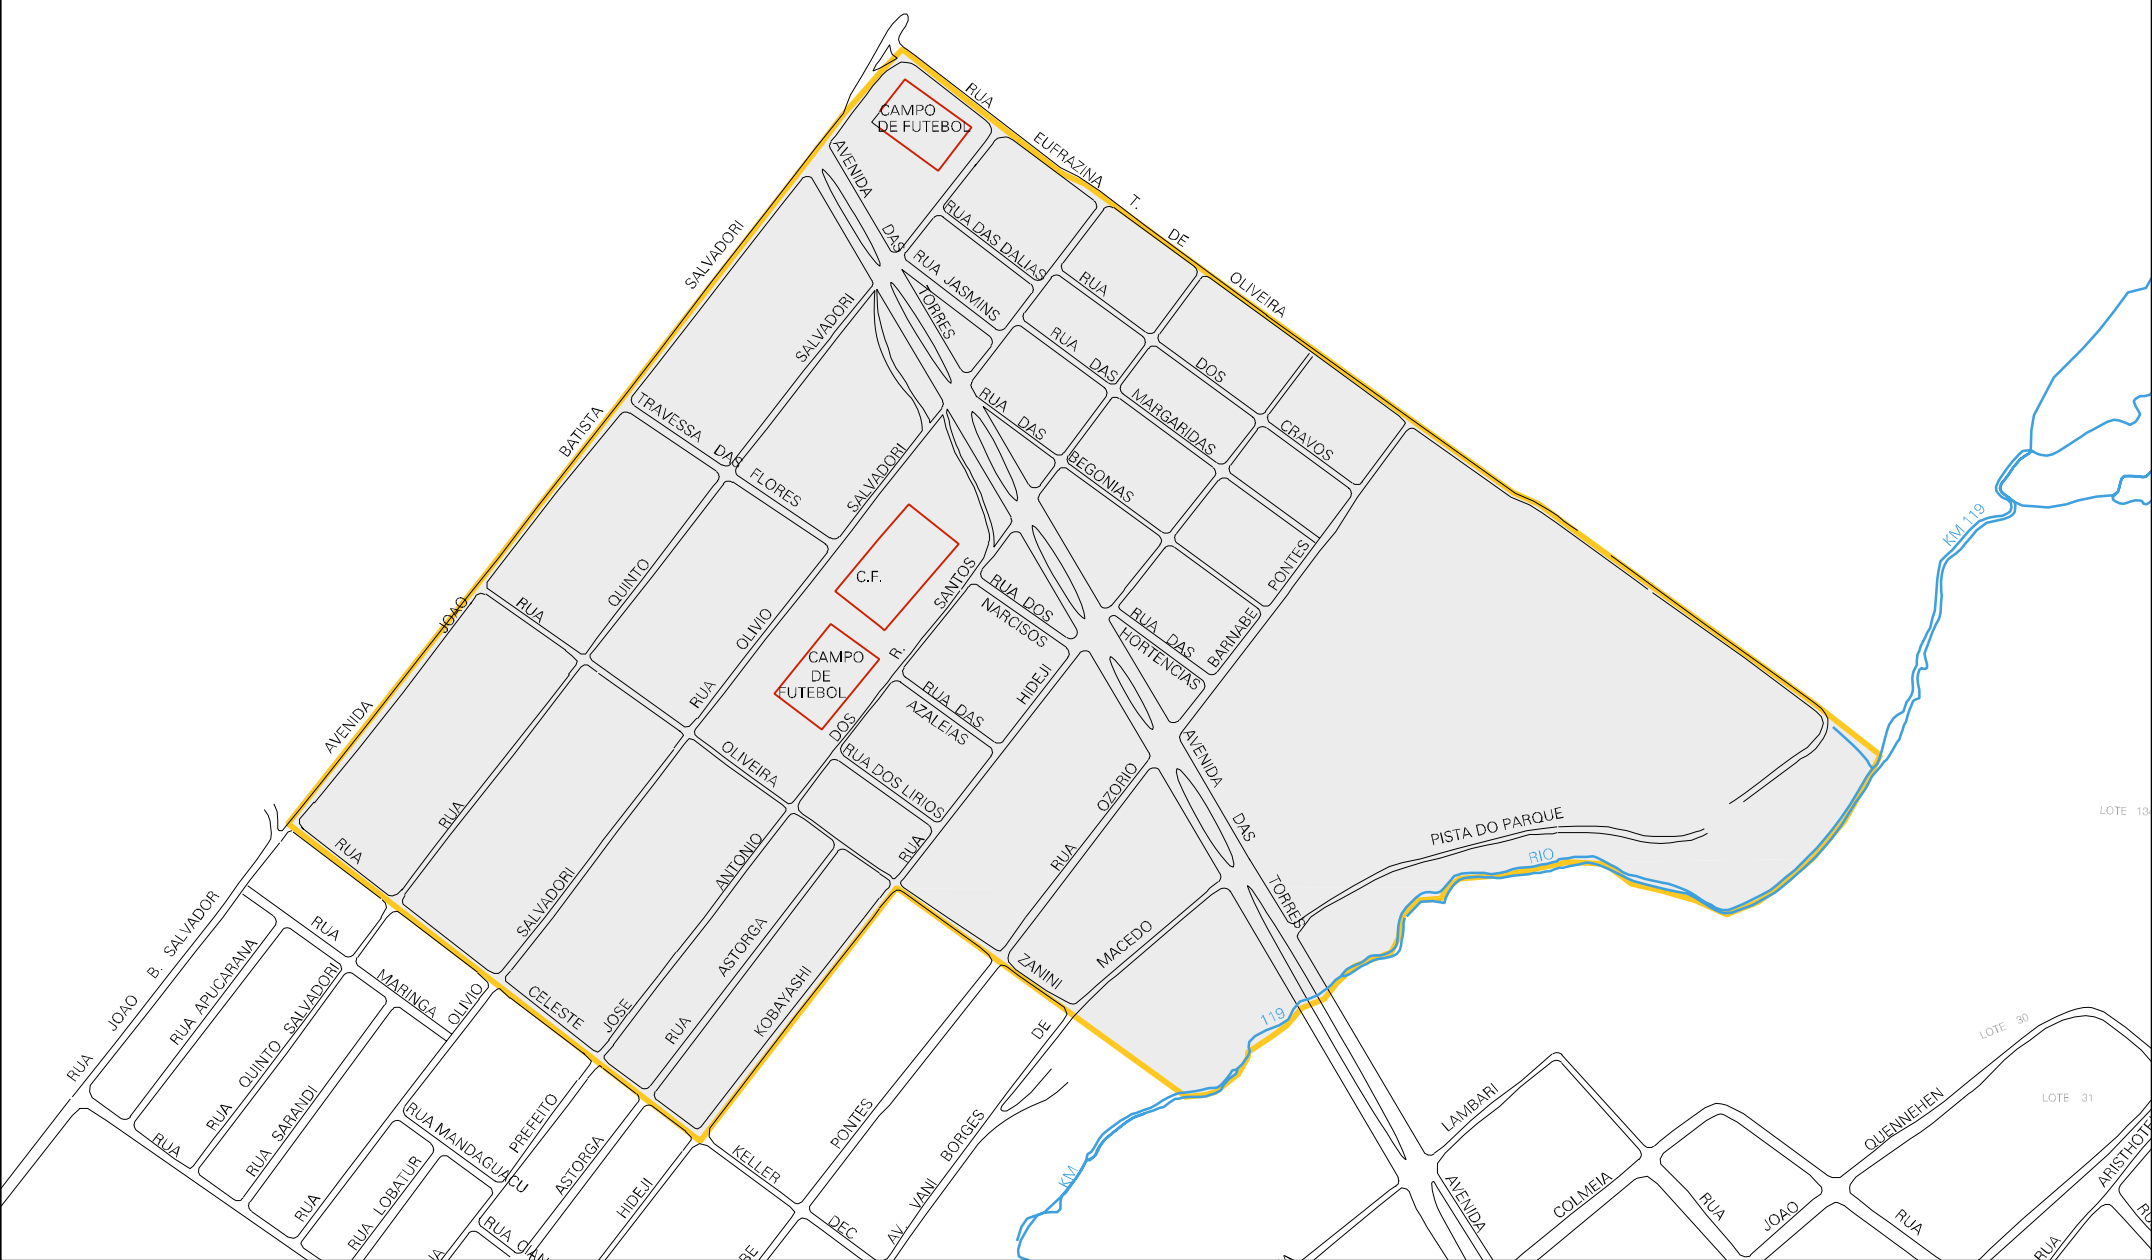 RUA
EUFRAZINA
T.
DE
OLIVEIRA
CAMPO
DE FUTEBOL
AVENIDA
DAS
TORRES
RUA DAS DALIAS
RUA JASMINS
RUA
DOS
CRAVOS
RUA DAS
MARGARIDAS
RUA DAS
BEGONIAS
SALVADORI
BATISTA
JOAO
AVENIDA
SALVADORI
TRAVESSA
DAS
FLORES
SALVADORI
QUINTO
RUA
OLIVIO
RUA
RUA
OLIVEIRA
C.F.
CAMPO
DE
FUTEBOL
SANTOS
R.
DOS
RUA DOS
NARCISOS
RUA DAS
HORTENCIAS
PONTES
BARNABE
HIDEJI
RUA DAS
AZALEIAS
RUA DOS LIRIOS
RUA
OZORIO
RUA
AVENIDA
DAS
TORRES
PISTA DO PARQUE
RIO
119
KM
KM 119
ANTONIO
JOSE
SALVADORI
ASTORGA
RUA
KOBAYASHI
MACEDO
ZANINI
DE
RUA
CELESTE
RUA
MARINGA
OLIVIO
B. SALVADOR
JOAO
RUA
RUA APUCARANA
SALVADORI
QUINTO
RUA
RUA SARANDI
RUA
RUA
RUA LOBATUR
RUA MANDAGUACU
PREFEITO
ASTORGA
HIDEJI
KELLER
DEC
PONTES
BORGES
VANI
AV.
LAMBARI
AVENIDA
COLMEIA
RUA
JOAO
RUA
QUENNEHEN
RUA
LOTE 30
LOTE 31